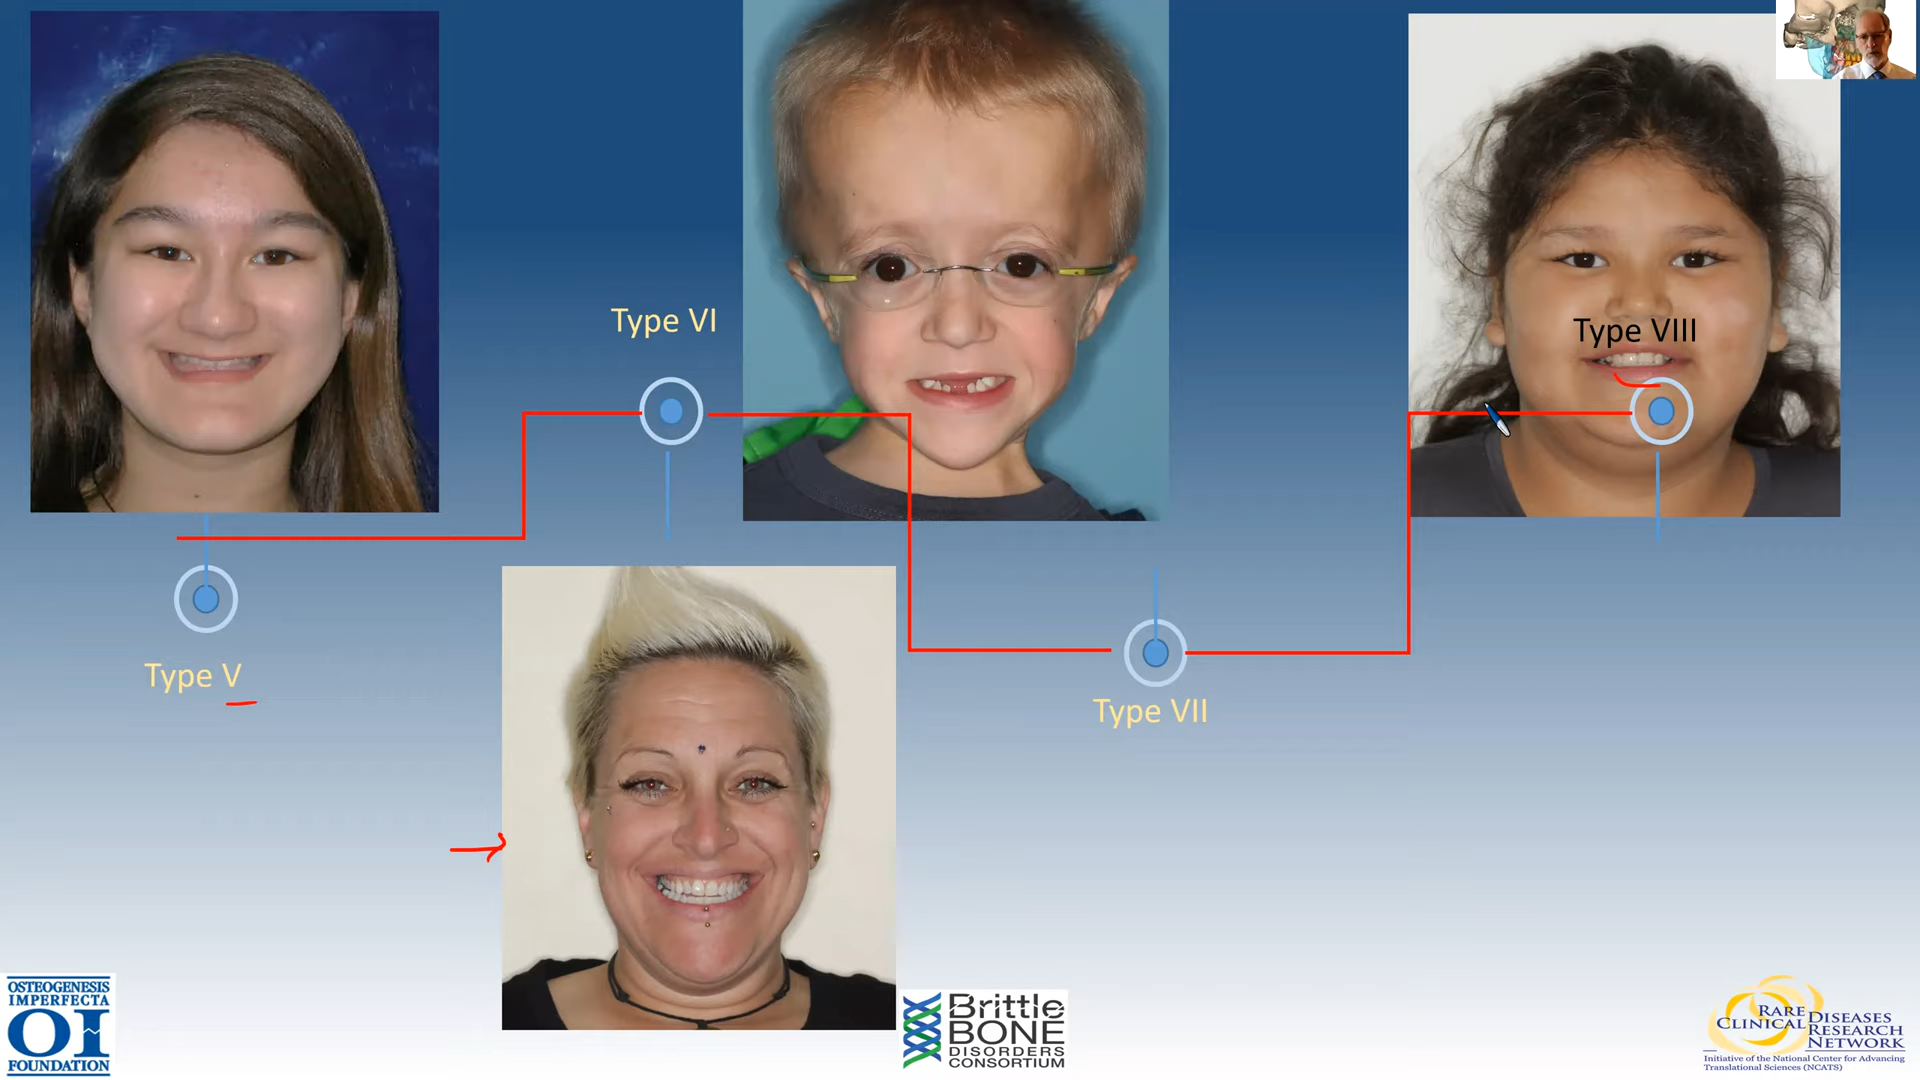 Type VI
Type VIII
Type V
Type VII
OSTEOGENESIS
IMPERFECTA
OI
FOUNDATION
Brittle
BONE
DISORDERS
CONSORTIUM
RARE DISEASES
CLINICAL RESEARCH
NETWORK
Initiative of the National Center for Advancing
Translational Sciences (NCATS)